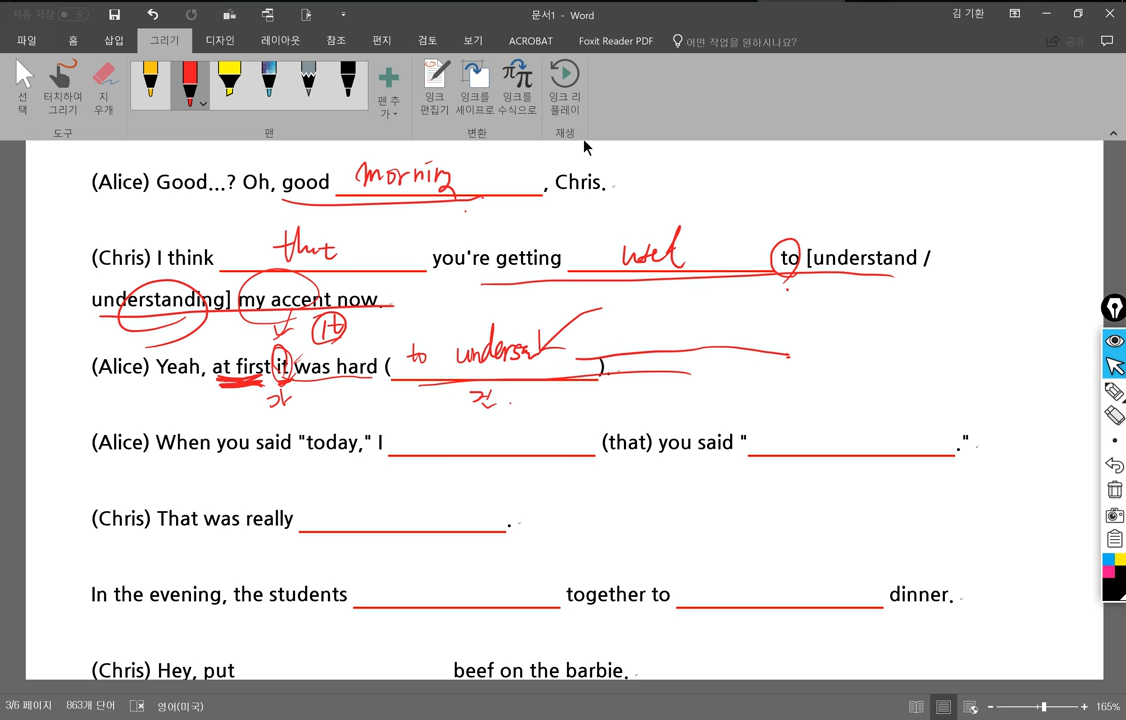 자동 저장
문서1 - Word
김 기환
파일 홈 삽입 그리기 디자인 레이아웃 참조 편지 검토 보기 ACROBAT Foxit Reader PDF 어떤 작업을 원하시나요? 공유
선택
터치하여 그리기
지우개
펜 추가
잉크 편집기
잉크를 셰이프로
잉크를 수식으로
잉크 리플레이
도구 펜 변환 재생
(Alice) Good...? Oh, good morning, Chris.
(Chris) I think that you're getting used to [understand /
understanding] my accent now.
it
(Alice) Yeah, at first it was hard ( to ).
(Alice) When you said "today," I (that) you said " ."
(Chris) That was really .
In the evening, the students together to dinner.
(Chris) Hey, put beef on the barbie.
3/6 페이지 863개 단어 영어(미국) 165%